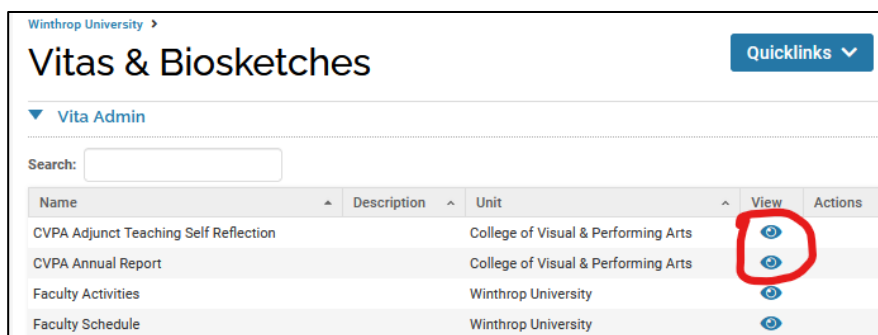 Winthrop University >
Vitas & Biosketches
Quicklinks
Vita Admin
Search:
Name Description Unit View Actions
CVPA Adjunct Teaching Self Reflection College of Visual & Performing Arts
CVPA Annual Report College of Visual & Performing Arts
Faculty Activities Winthrop University
Faculty Schedule Winthrop University